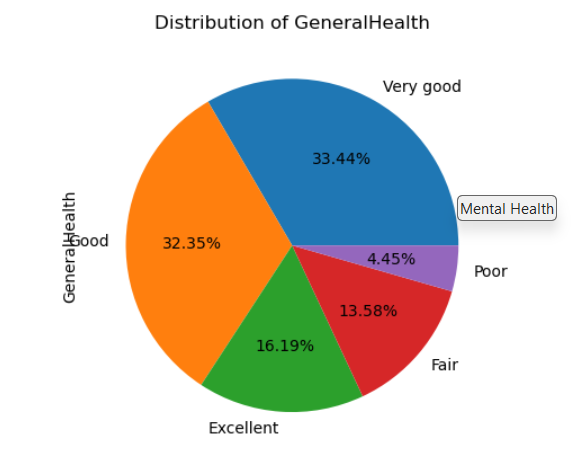 Distribution of GeneralHealth
Very good
33.44%
Mental Health
Good
GeneralHealth
32.35%
4.45%
Poor
13.58%
16.19%
Fair
Excellent